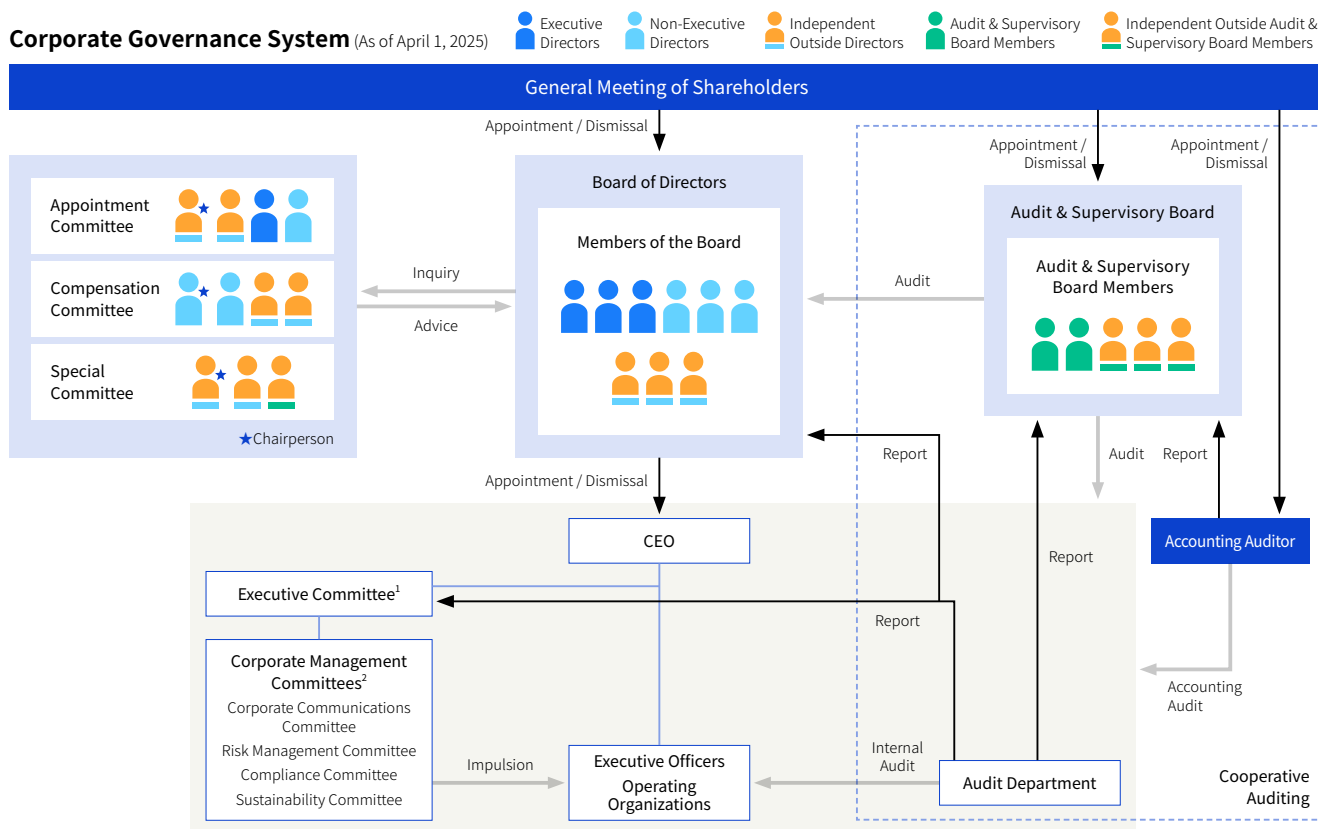 Corporate Governance System (As of April 1, 2025)
Executive
Directors
Non-Executive
Directors
Independent
Outside Directors
Audit & Supervisory
Board Members
Independent Outside Audit &
Supervisory Board Members
General Meeting of Shareholders
Appointment / Dismissal
Appointment /
Dismissal
Appointment /
Dismissal
Appointment
Committee
Compensation
Committee
Special
Committee
★Chairperson
Inquiry
Advice
Board of Directors
Members of the Board
Audit
Audit & Supervisory Board
Audit & Supervisory
Board Members
Report
Audit
Report
Appointment / Dismissal
CEO
Accounting Auditor
Executive Committee¹
Report
Report
Corporate Management
Committees²
Corporate Communications
Committee
Risk Management Committee
Compliance Committee
Sustainability Committee
Impulsion
Executive Officers
Operating
Organizations
Internal
Audit
Audit Department
Accounting
Audit
Cooperative
Auditing